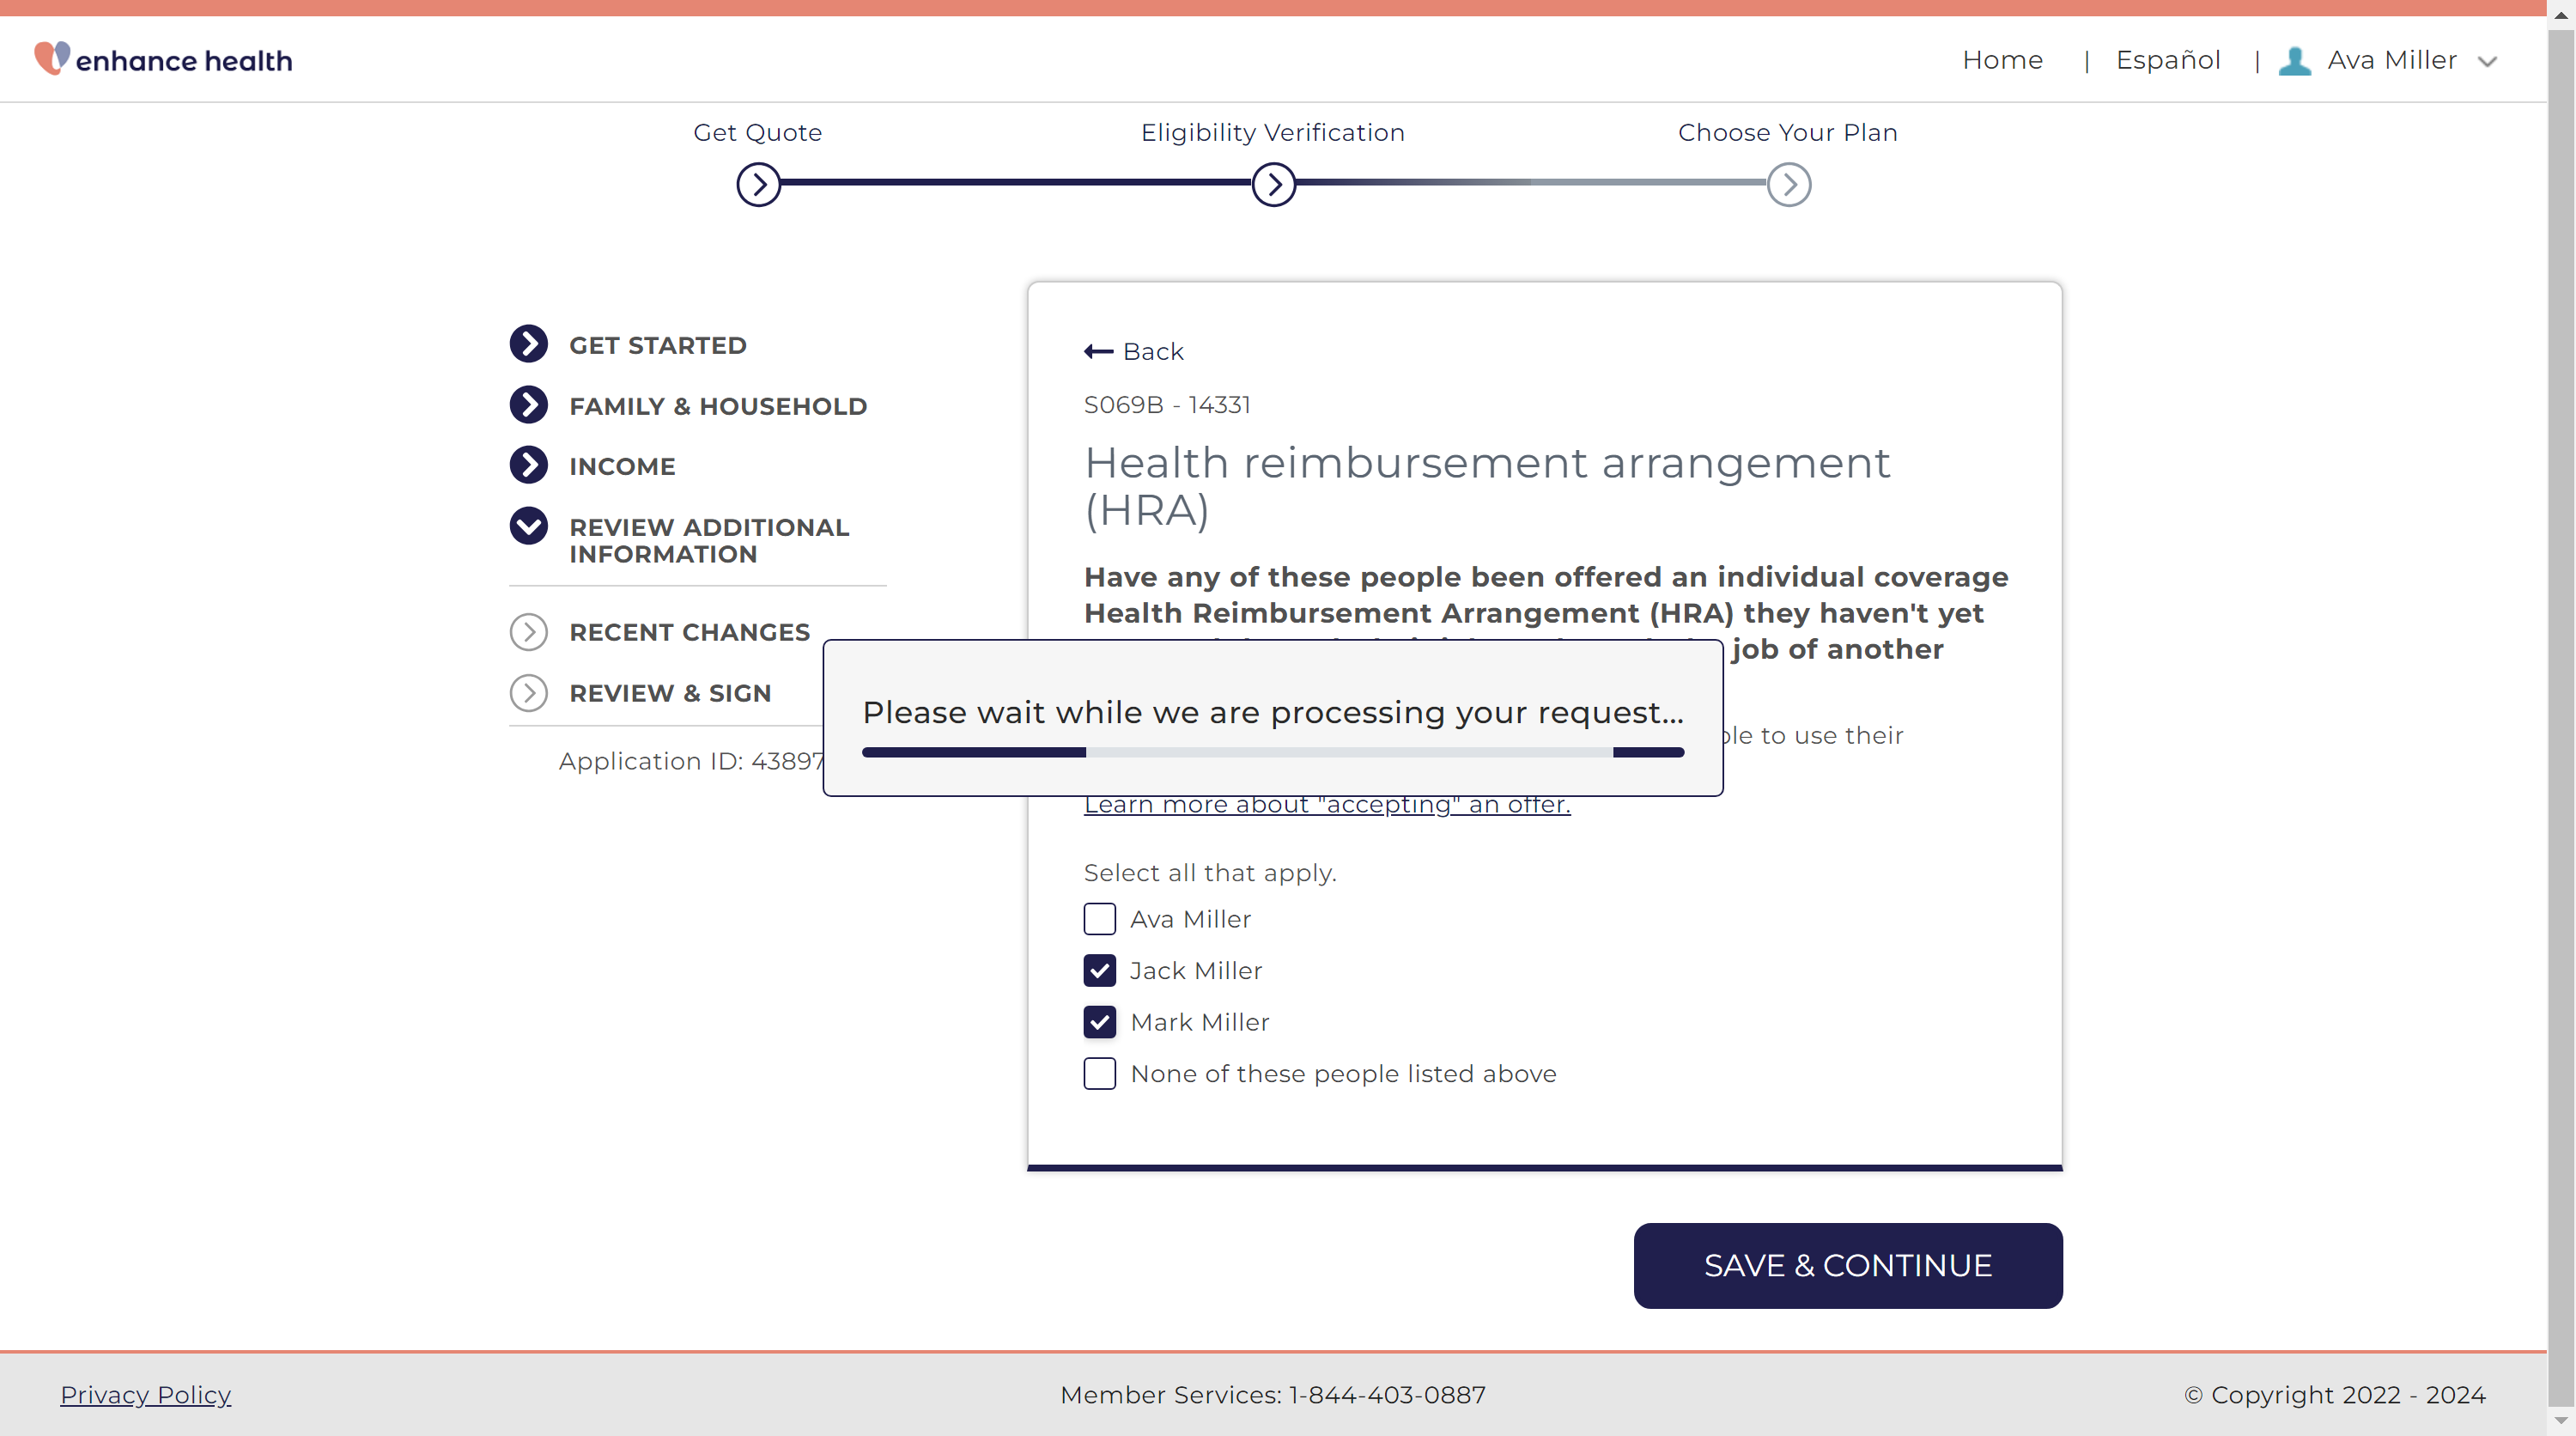 enhance health
Home | Español | Ava Miller
Get Quote
Eligibility Verification
Choose Your Plan
GET STARTED
FAMILY & HOUSEHOLD
INCOME
REVIEW ADDITIONAL
INFORMATION
RECENT CHANGES
REVIEW & SIGN
Application ID: 43897
Back
S069B - 14331
Health reimbursement arrangement
(HRA)
Have any of these people been offered an individual coverage
Health Reimbursement Arrangement (HRA) they haven't yet
job of another
to use their
Please wait while we are processing your request...
Learn more about "accepting" an offer.
Select all that apply.
Ava Miller
Jack Miller
Mark Miller
None of these people listed above
SAVE & CONTINUE
Privacy Policy
Member Services: 1-844-403-0887
© Copyright 2022 - 2024